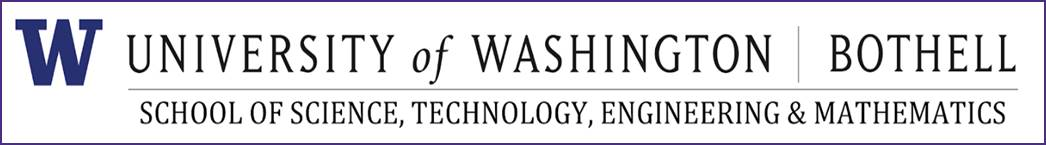 W UNIVERSITY of WASHINGTON | BOTHELL
SCHOOL OF SCIENCE, TECHNOLOGY, ENGINEERING & MATHEMATICS